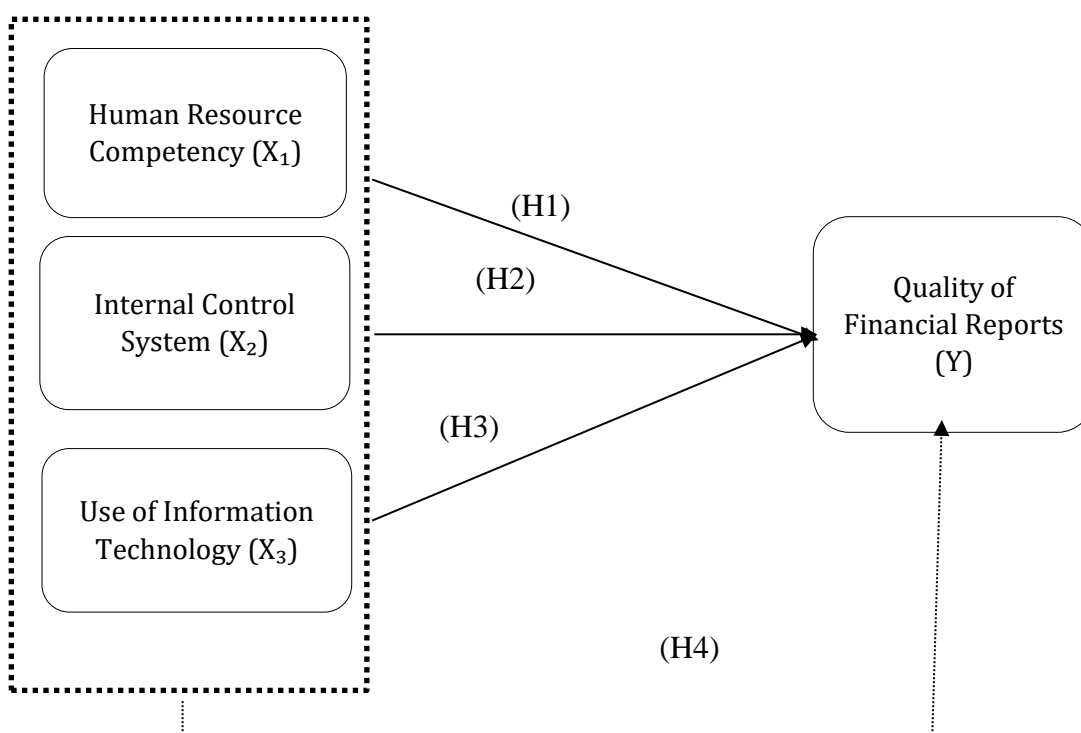 Human Resource
Competency (X₁)
(H1)
Internal Control
System (X₂)
(H2)
Quality of
Financial Reports
(Y)
(H3)
Use of Information
Technology (X₃)
(H4)